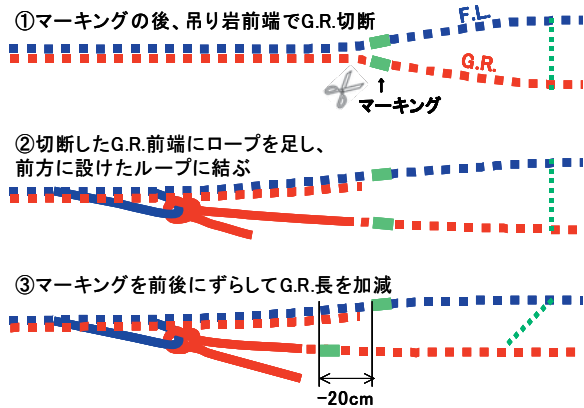 ①マーキングの後、吊り岩前端でG.R.切断
F.L.
G.R.
マーキング
②切断したG.R.前端にロープを足し、
前方に設けたループに結ぶ
③マーキングを前後にずらしてG.R.長を加減
-20cm